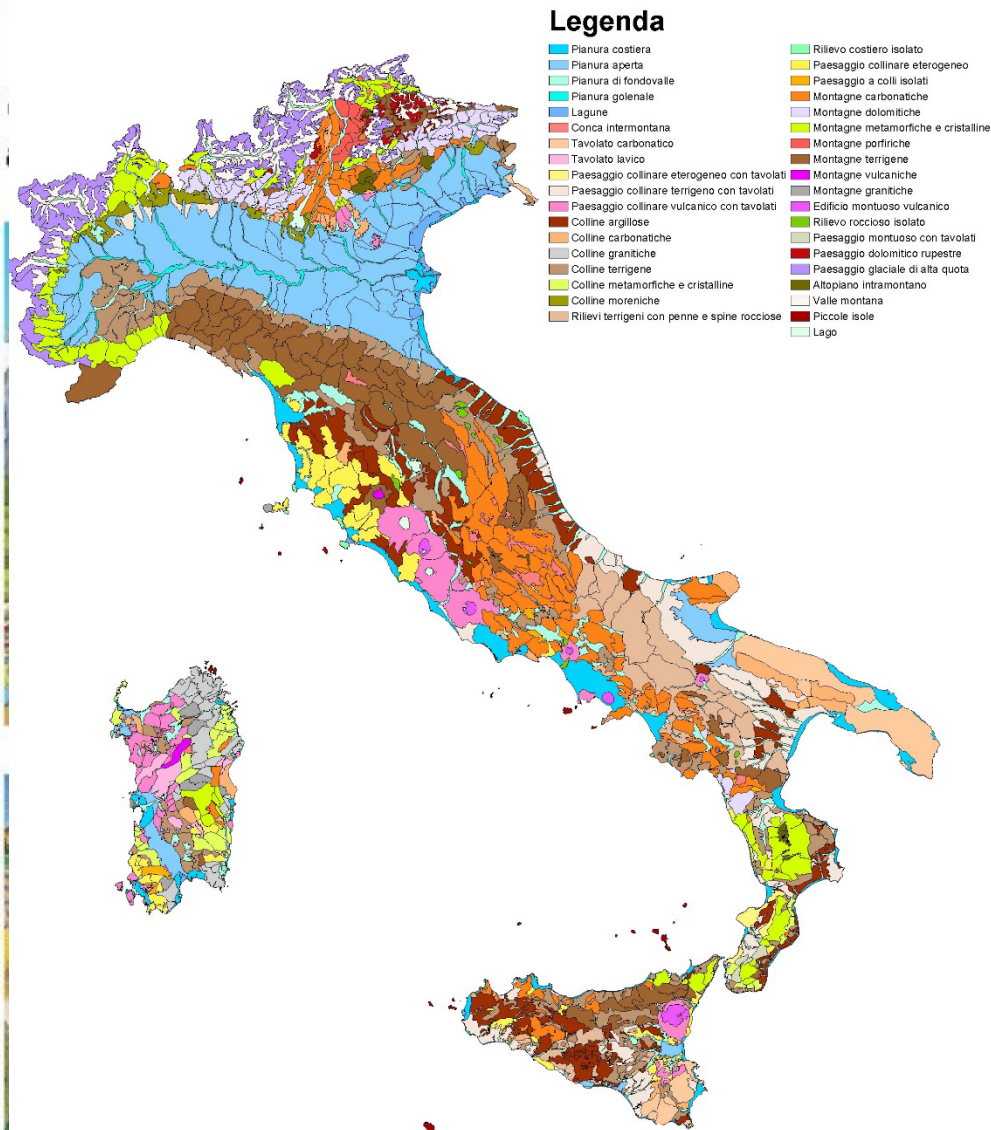 Legenda
Pianura costiera
Pianura aperta
Pianura di fondovalle
Pianura golenale
Lagune
Conca intermontana
Tavolato carbonatico
Tavolato lavico
Paesaggio collinare eterogeneo con tavolati
Paesaggio collinare terrigeno con tavolati
Paesaggio collinare vulcanico con tavolati
Colline argillose
Colline carbonatiche
Colline granitiche
Colline terrigene
Colline metamorfiche e cristalline
Colline moreniche
Rilievi terrigeni con penne e spine rocciose
Rilievo costiero isolato
Paesaggio collinare eterogeneo
Paesaggio a colli isolati
Montagne carbonatiche
Montagne dolomitiche
Montagne metamorfiche e cristalline
Montagne porfiriche
Montagne terrigene
Montagne vulcaniche
Montagne granitiche
Edificio montuoso vulcanico
Rilievo roccioso isolato
Paesaggio montuoso con tavolati
Paesaggio dolomitico rupestre
Paesaggio glaciale di alta quota
Altopiano intramontano
Valle montana
Piccole isole
Lago